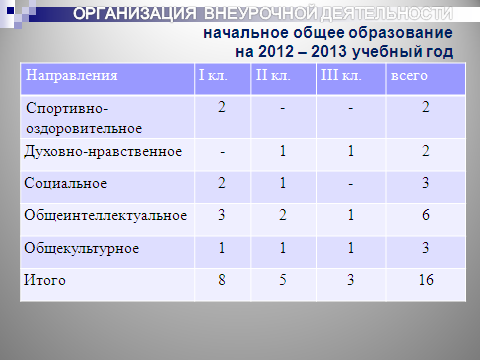 ОРГАНИЗАЦИЯ ВНЕУРОЧНОЙ ДЕЯТЕЛЬНОСТИ
начальное общее образование
на 2012 – 2013 учебный год
Направления I кл. II кл. III кл. всего
Спортивно-
оздоровительное 2 - - 2
Духовно-нравственное - 1 1 2
Социальное 2 1 - 3
Общеинтеллектуальное 3 2 1 6
Общекультурное 1 1 1 3
Итого 8 5 3 16